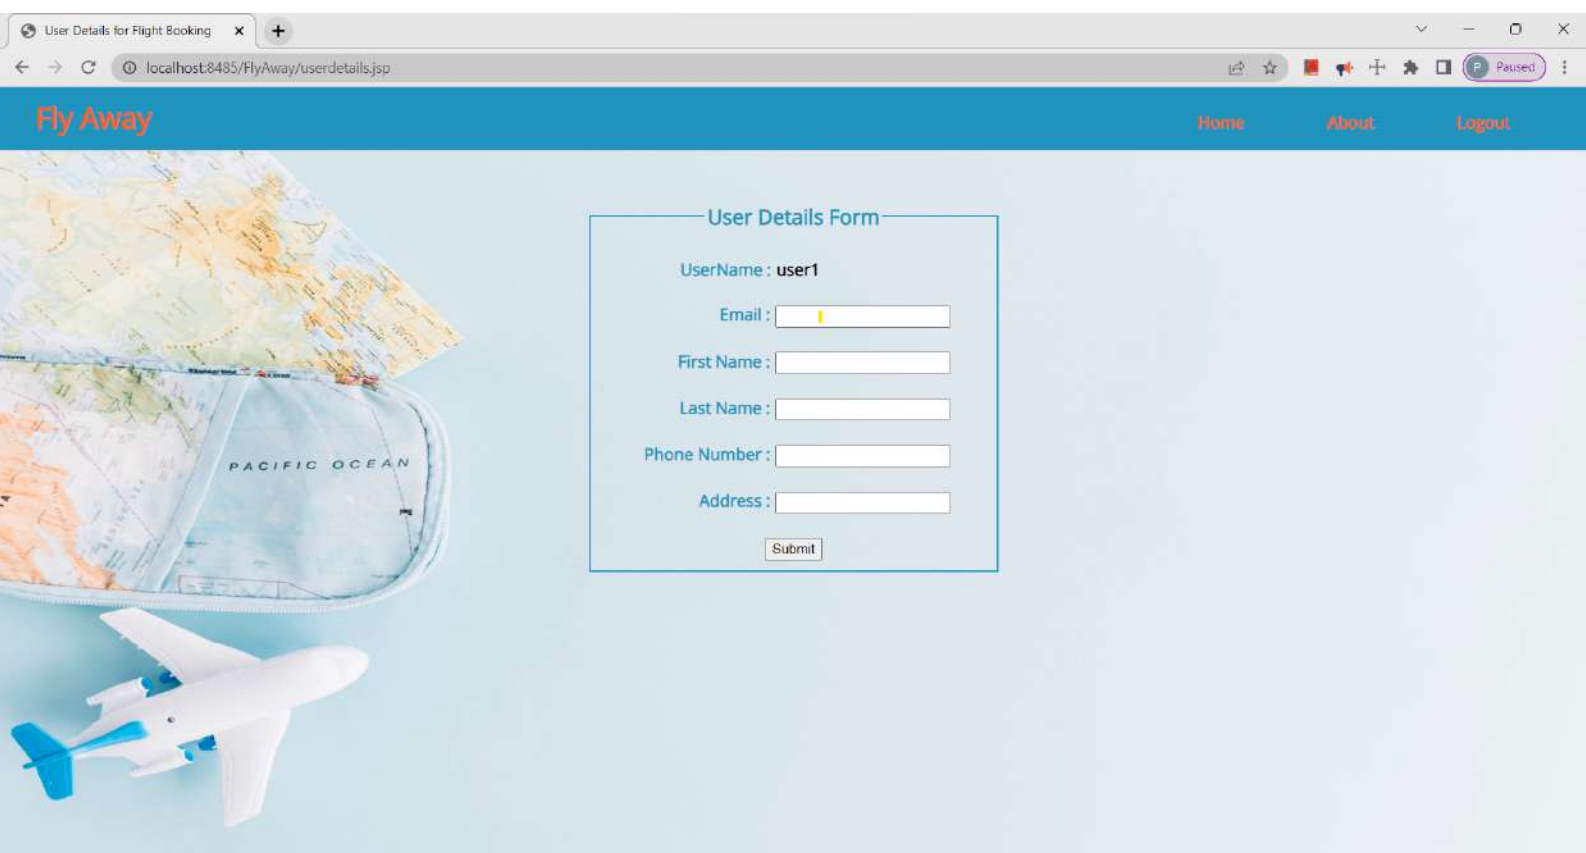 User Details for Flight Booking
localhost:8485/FlyAway/userdetails.jsp
P Paused
Fly Away
Home About Logout
User Details Form
UserName : user1
Email :
First Name :
Last Name :
Phone Number :
Address :
Submit
PACIFIC OCEAN